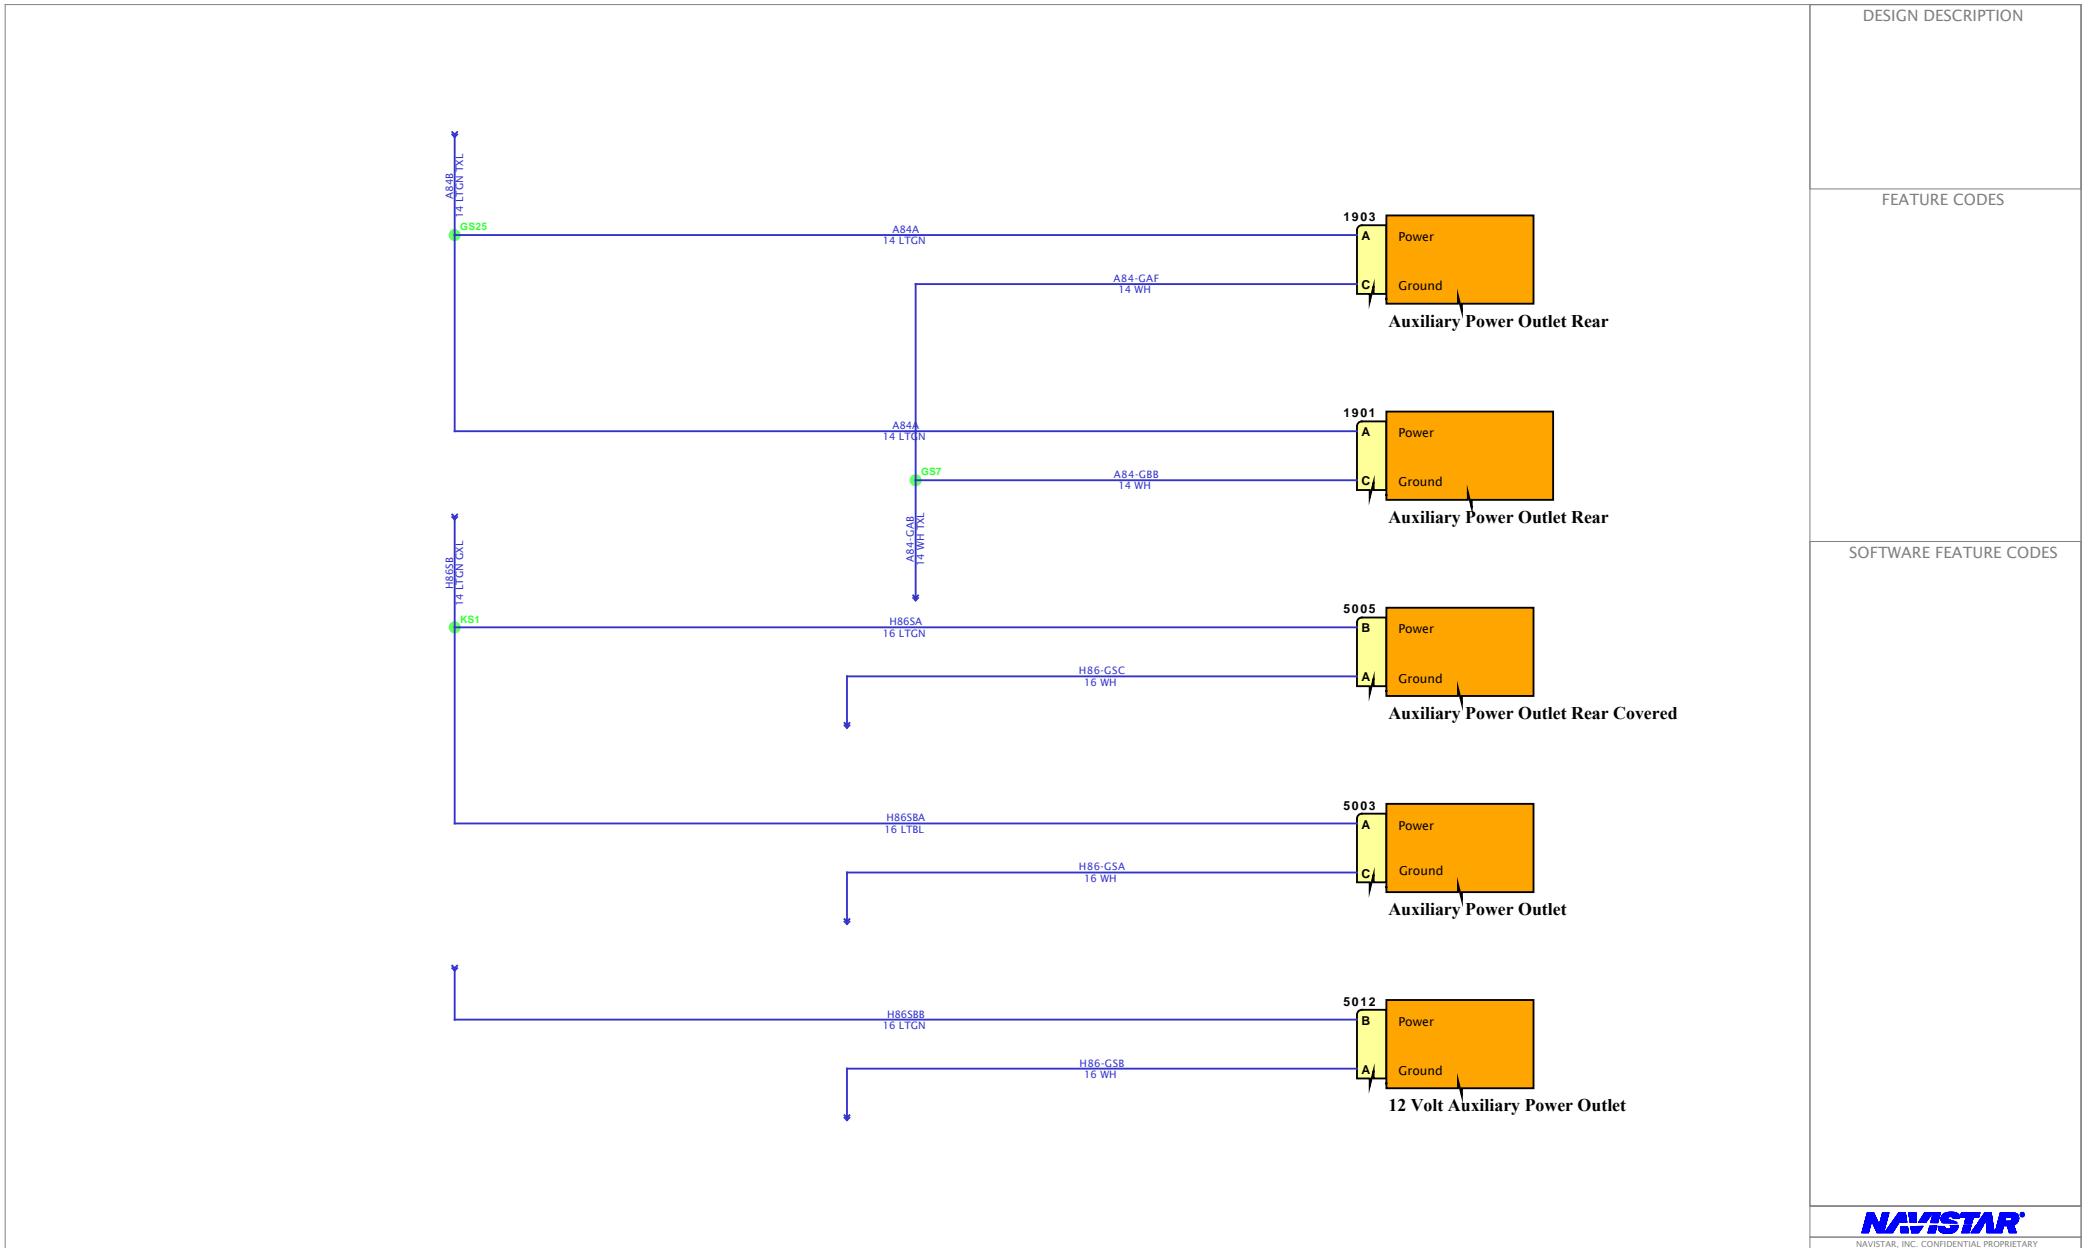 DESIGN DESCRIPTION
FEATURE CODES
SOFTWARE FEATURE CODES
A84B
14 LTGN TXL
GS25
A84A
14 LTGN
1903
A
Power
A84-GAF
14 WH
C
Ground
Auxiliary Power Outlet Rear
A84A
14 LTGN
1901
A
Power
GS7
A84-GBB
14 WH
C
Ground
Auxiliary Power Outlet Rear
A84-GAB
14 WH TXL
H86SB
14 LTGN GXL
KS1
H86SA
16 LTGN
5005
B
Power
H86-GSC
16 WH
A
Ground
Auxiliary Power Outlet Rear Covered
H86SBA
16 LTBL
5003
A
Power
H86-GSA
16 WH
C
Ground
Auxiliary Power Outlet
H86SBB
16 LTGN
5012
B
Power
H86-GSB
16 WH
A
Ground
12 Volt Auxiliary Power Outlet
NAVISTAR
NAVISTAR, INC. CONFIDENTIAL PROPRIETARY